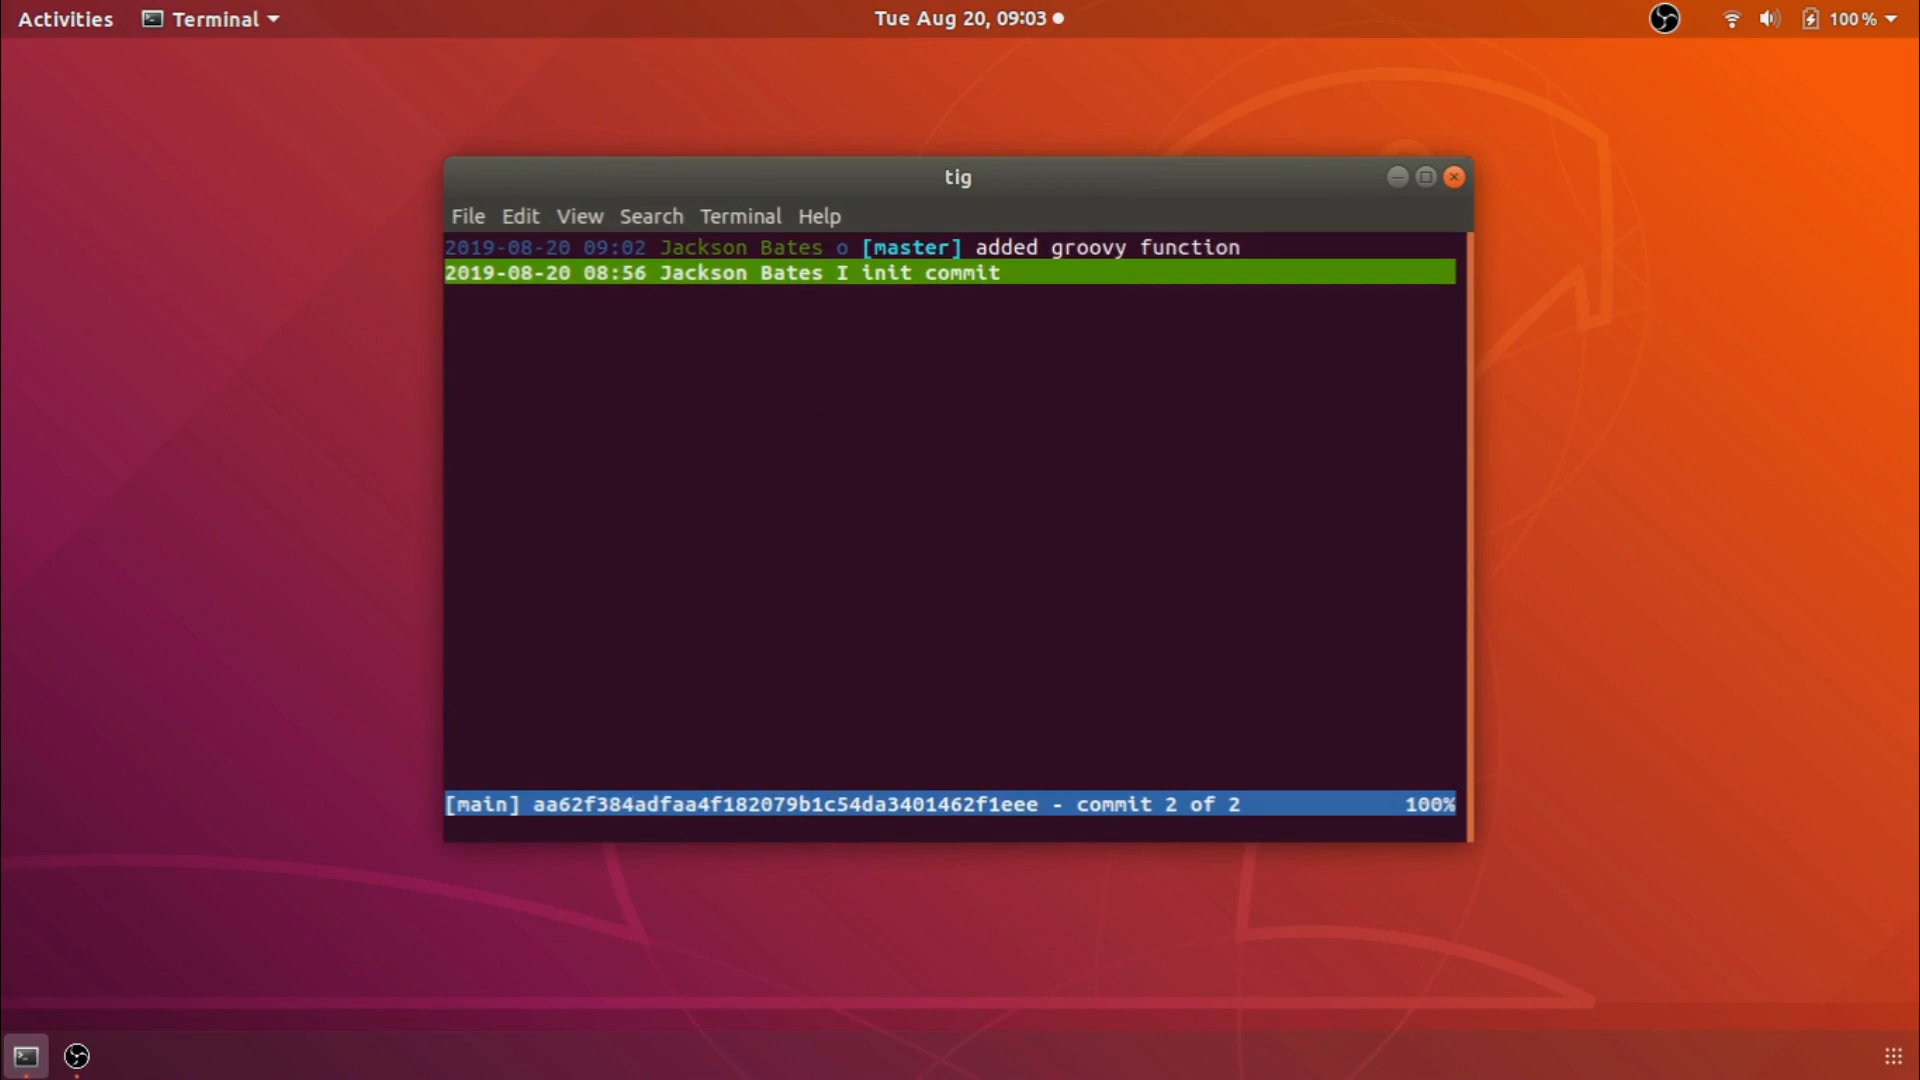 Activities Terminal Tue Aug 20, 09:03 100 %
tig
File Edit View Search Terminal Help
2019-08-20 09:02 Jackson Bates o [master] added groovy function
2019-08-20 08:56 Jackson Bates I init commit
[main] aa62f384adfaa4f182079b1c54da3401462f1eee - commit 2 of 2 100%